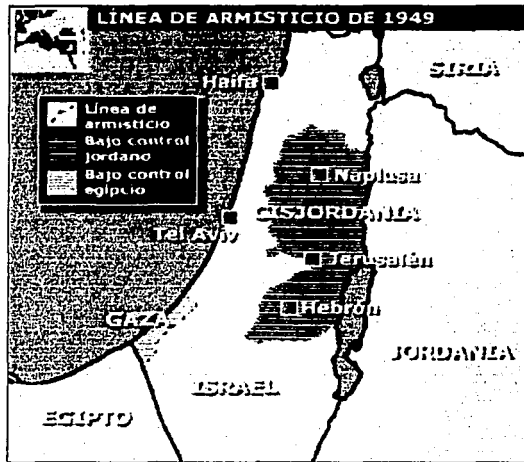 LÍNEA DE ARMISTICIO DE 1949
SIRIA
Haifa
Línea de
armisticio
Bajo control
jordano
Bajo control
egipcio
Naplusa
CISJORDANIA
Tel Aviv
Jerusalén
Hebrón
GAZA
JORDANIA
ISRAEL
EGIPTO